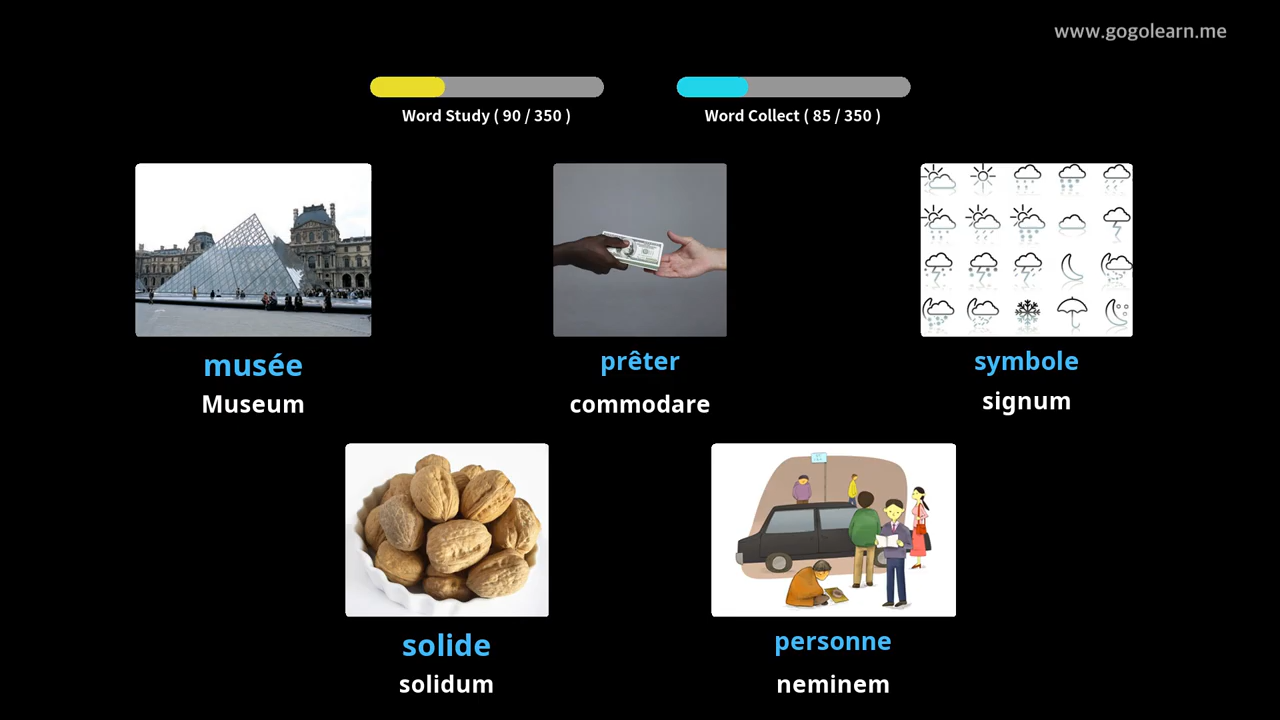 www.gogolearn.me
Word Study ( 90 / 350 )
Word Collect ( 85 / 350 )
musée
Museum
prêter
commodare
symbole
signum
solide
solidum
personne
neminem